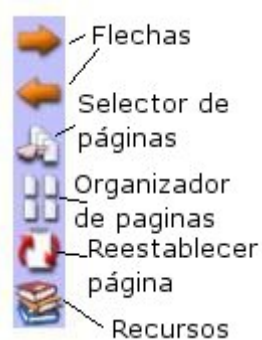 Flechas
Selector de
páginas
Organizador
de paginas
Reestablecer
página
Recursos